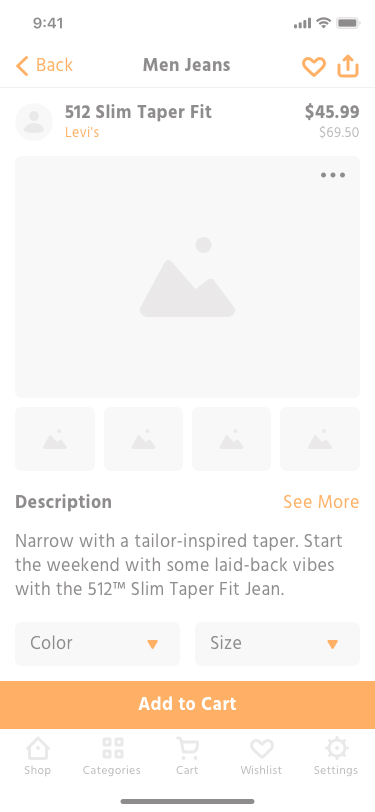 9:41
Back
Men Jeans
512 Slim Taper Fit
$45.99
Levi's
$69.50
Description
See More
Narrow with a tailor-inspired taper. Start
the weekend with some laid-back vibes
with the 512™ Slim Taper Fit Jean.
Color
Size
Add to Cart
Shop
Categories
Cart
Wishlist
Settings